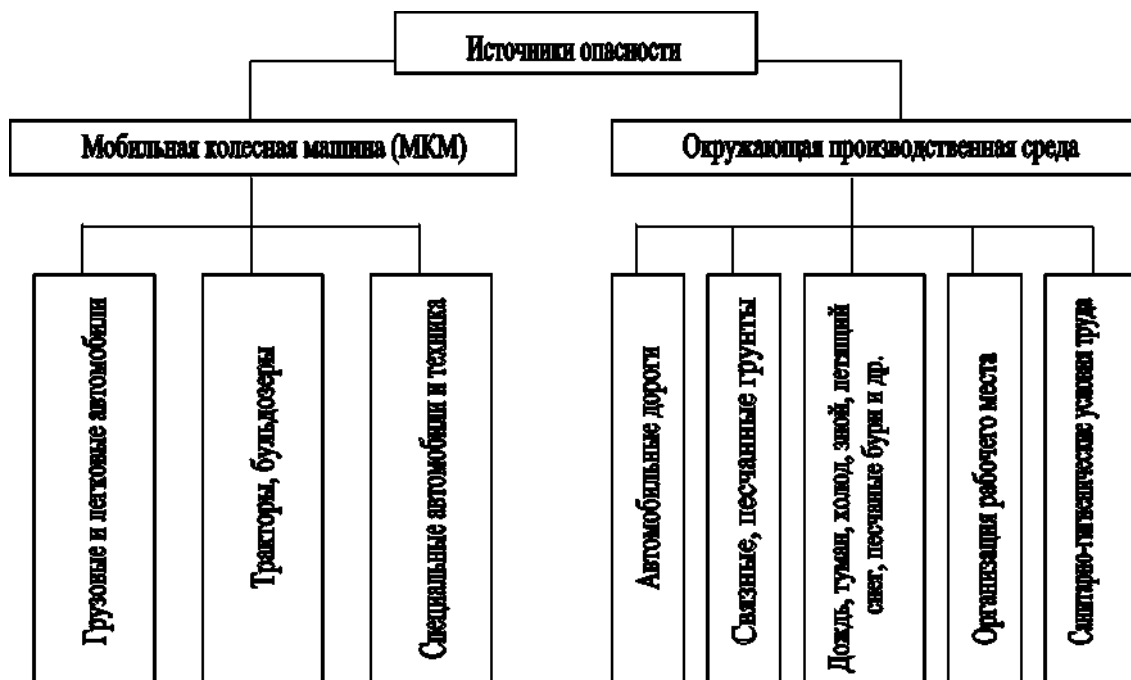 Источники опасности
Мобильная колесная машина (МКМ)
Окружающая производственная среда
Грузовые и легковые автомобили
Тракторы, бульдозеры
Специальные автомобили и техника
Автомобильные дороги
Связные, песчанные грунты
Дождь, туман, холод, зной, летящий
снег, песчаные бури и др.
Организация рабочего места
Санитарно-гигиенические условия труда